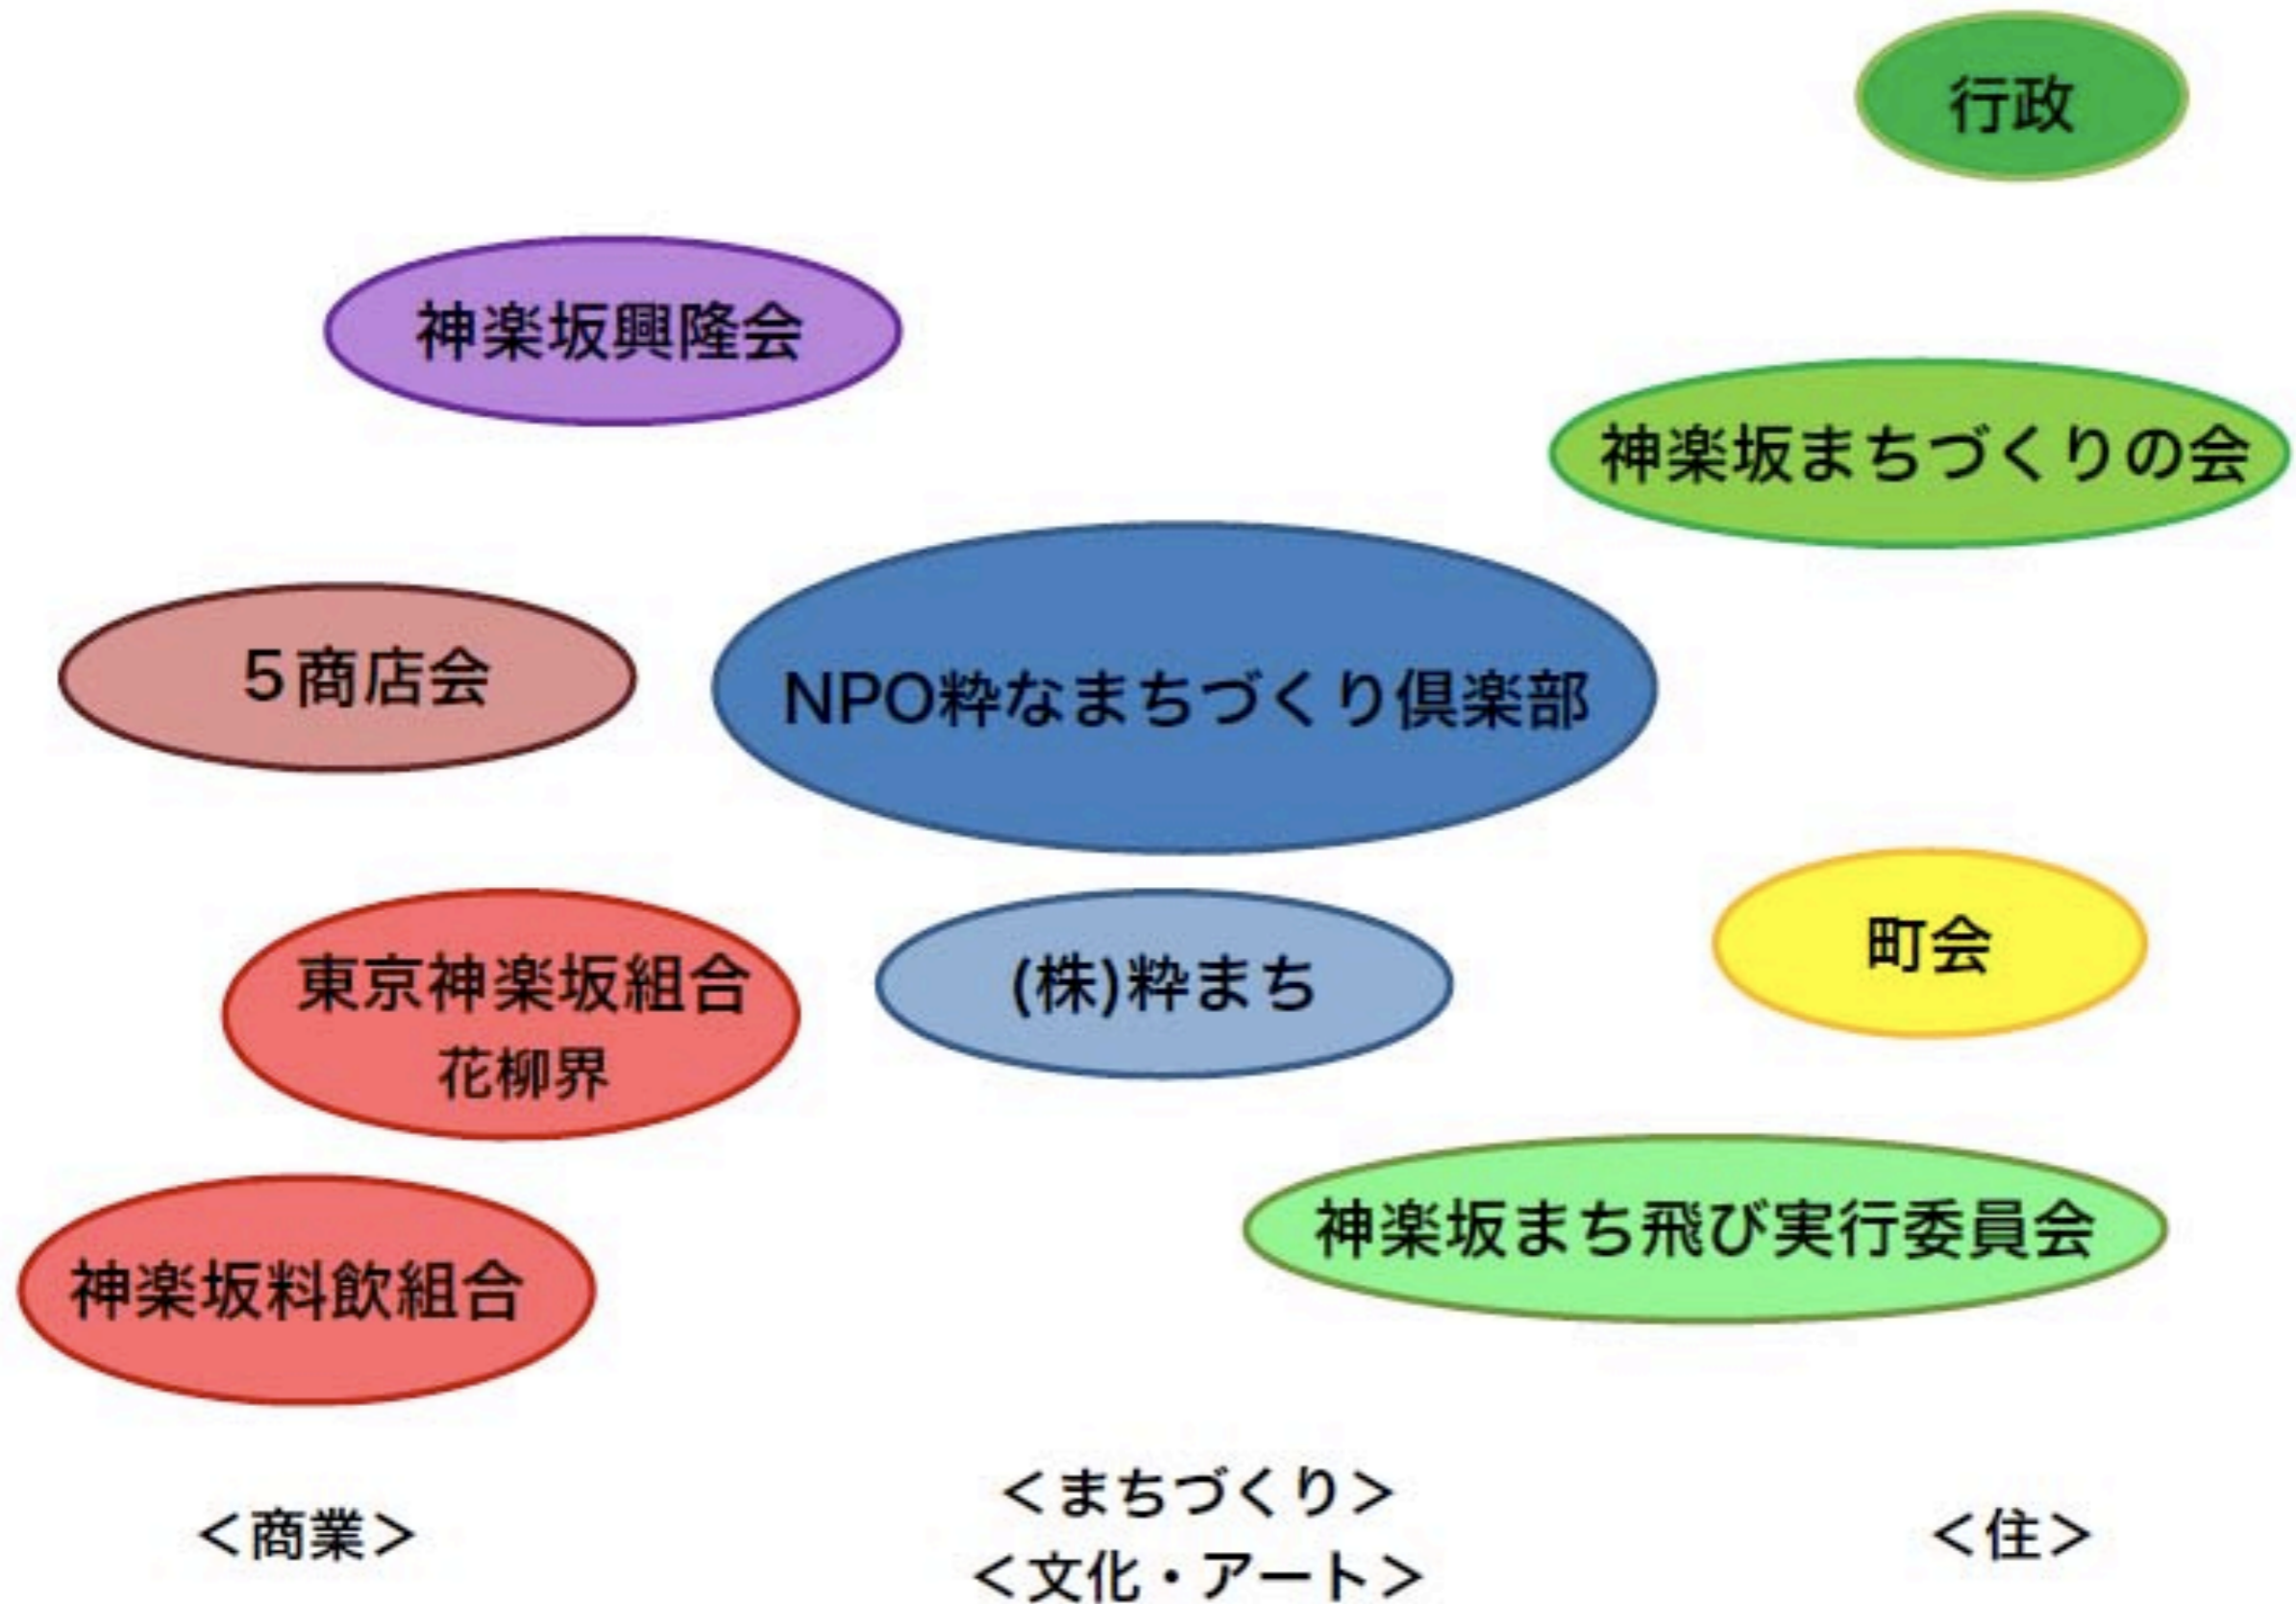 行政
神楽坂興隆会
神楽坂まちづくりの会
5商店会
NPO粋なまちづくり倶楽部
町会
東京神楽坂組合
花柳界
(株)粋まち
神楽坂まち飛び実行委員会
神楽坂料飲組合
＜商業＞
＜まちづくり＞
＜文化・アート＞
＜住＞